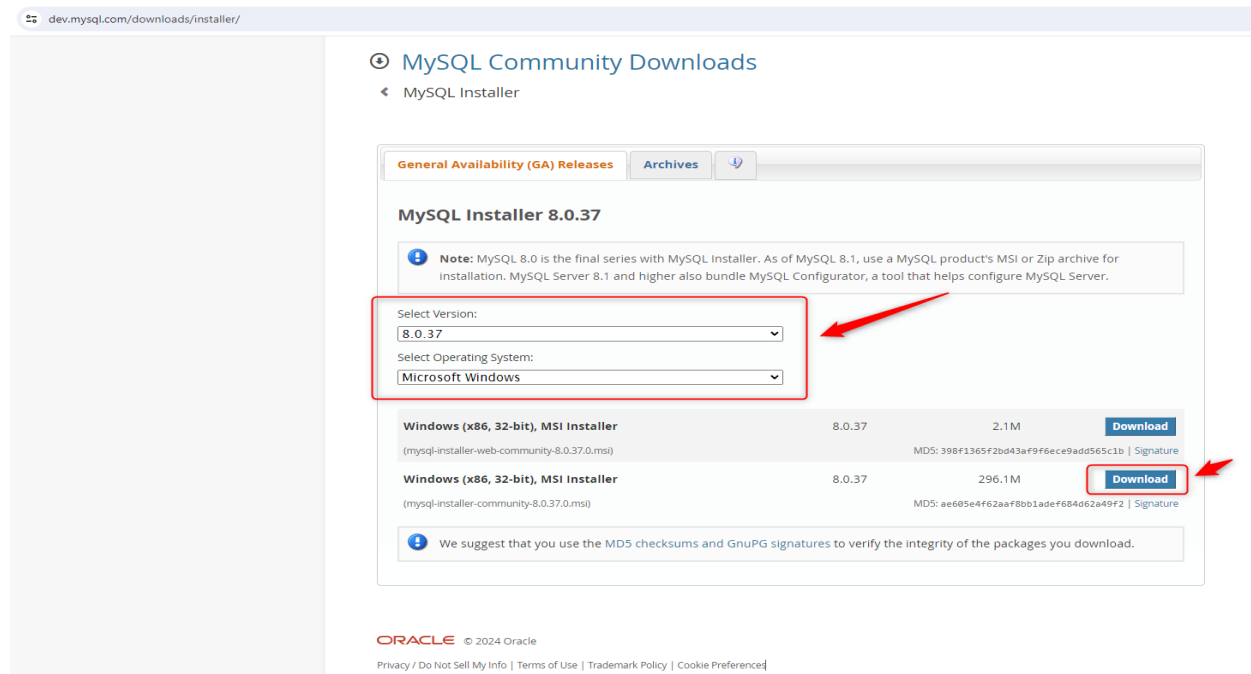 dev.mysql.com/downloads/installer/
MySQL Community Downloads
MySQL Installer
General Availability (GA) Releases Archives
MySQL Installer 8.0.37
Note: MySQL 8.0 is the final series with MySQL Installer. As of MySQL 8.1, use a MySQL product's MSI or Zip archive for
installation. MySQL Server 8.1 and higher also bundle MySQL Configurator, a tool that helps configure MySQL Server.
Select Version:
8.0.37
Select Operating System:
Microsoft Windows
Windows (x86, 32-bit), MSI Installer 8.0.37 2.1M Download
(mysql-installer-web-community-8.0.37.0.msi) MD5: 398f1365f2bd43af9f6ece9add565c1b | Signature
Windows (x86, 32-bit), MSI Installer 8.0.37 296.1M Download
(mysql-installer-community-8.0.37.0.msi) MD5: ae605e4f62aaf8bb1adef684d62a49f2 | Signature
We suggest that you use the MD5 checksums and GnuPG signatures to verify the integrity of the packages you download.
ORACLE © 2024 Oracle
Privacy / Do Not Sell My Info | Terms of Use | Trademark Policy | Cookie Preferences